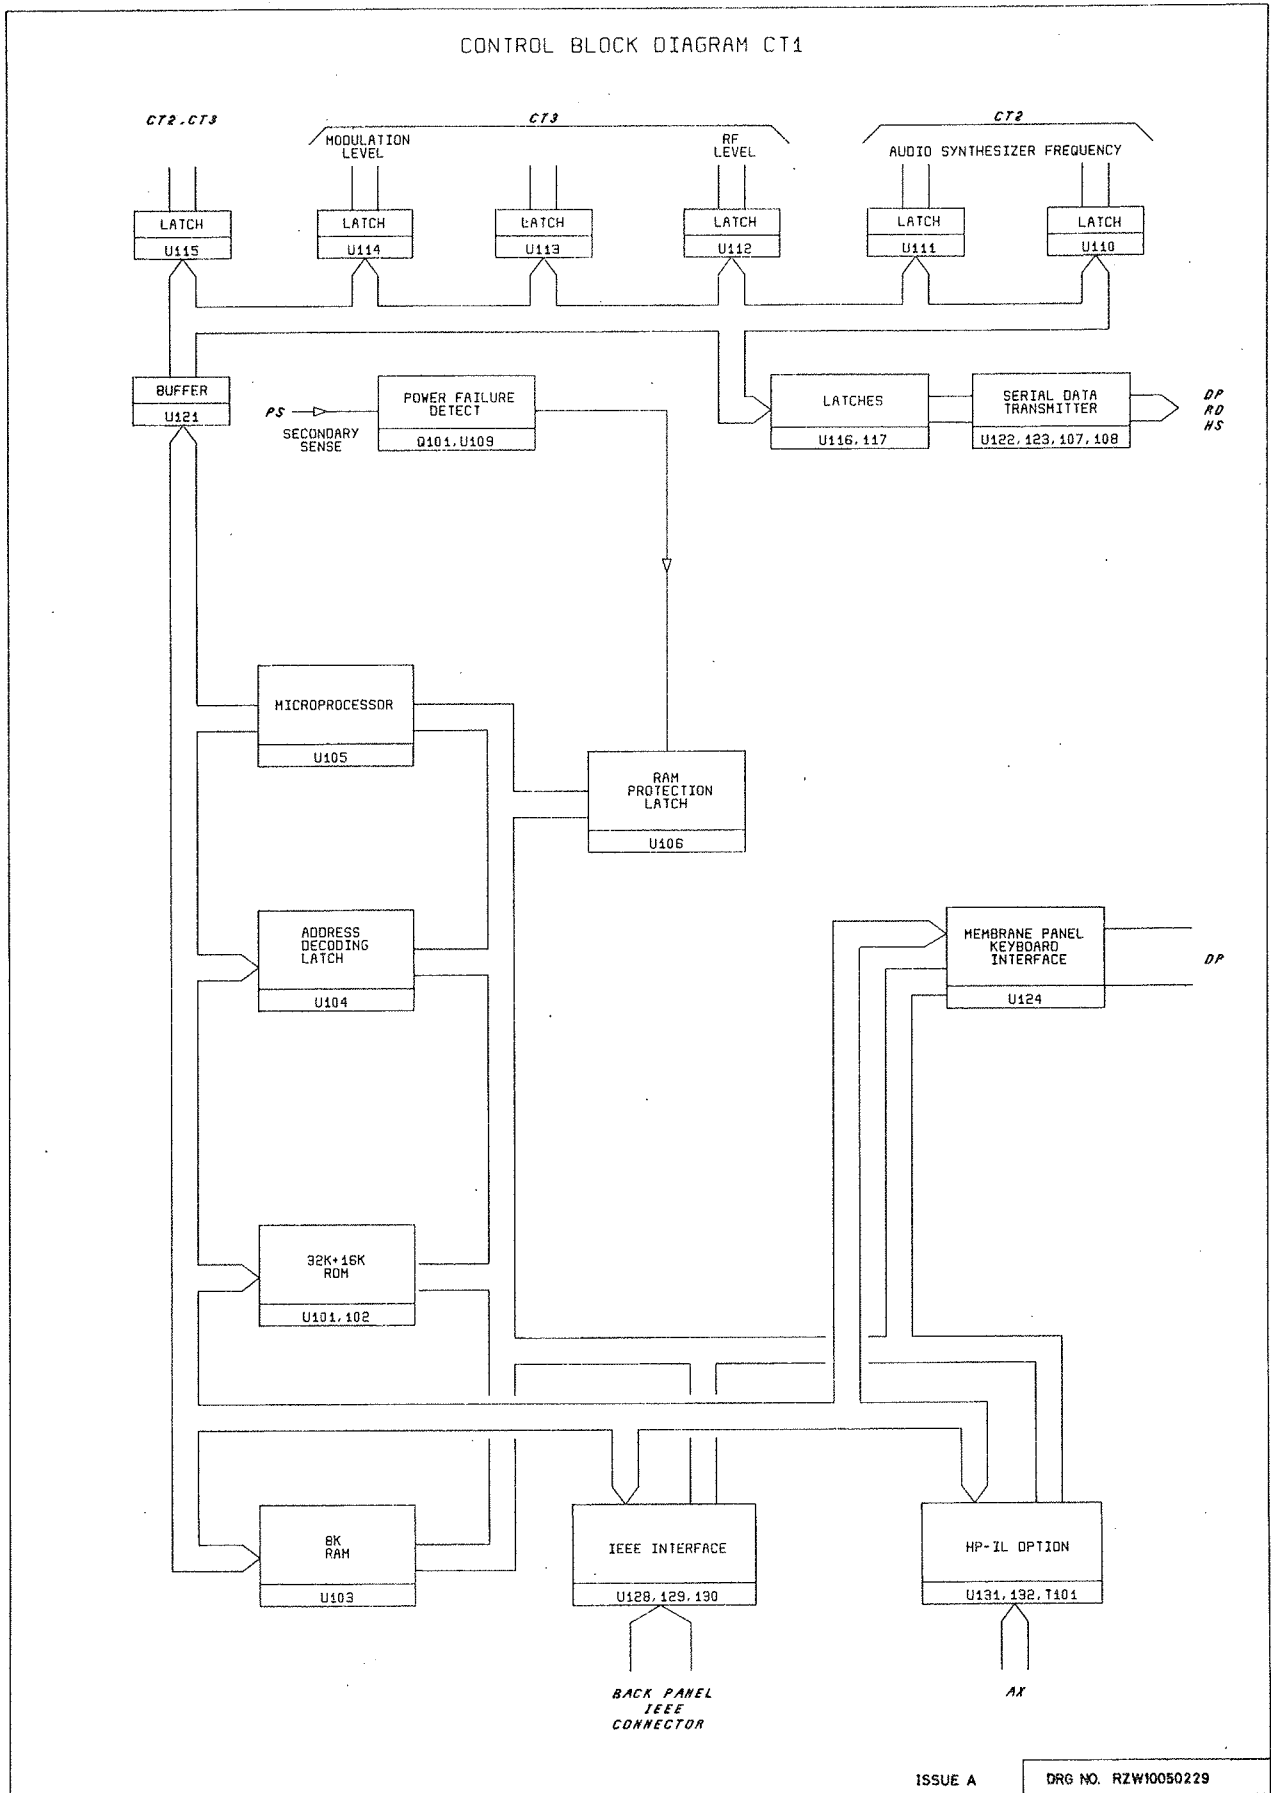 CONTROL BLOCK DIAGRAM CT1
CT2,CT3
CT3
CT2
MODULATION
LEVEL
RF
LEVEL
AUDIO SYNTHESIZER FREQUENCY
LATCH
U115
LATCH
U114
LATCH
U113
LATCH
U112
LATCH
U111
LATCH
U110
BUFFER
U121
PS
SECONDARY
SENSE
POWER FAILURE
DETECT
Q101,U109
LATCHES
U116,117
SERIAL DATA
TRANSMITTER
U122,123,107,108
DP
RD
HS
MICROPROCESSOR
U105
RAM
PROTECTION
LATCH
U106
ADDRESS
DECODING
LATCH
U104
MEMBRANE PANEL
KEYBOARD
INTERFACE
U124
DP
32K+16K
ROM
U101,102
8K
RAM
U103
IEEE INTERFACE
U128,129,130
HP-IL OPTION
U131,132,T101
BACK PANEL
IEEE
CONNECTOR
AX
ISSUE A
DRG NO. RZW10050229